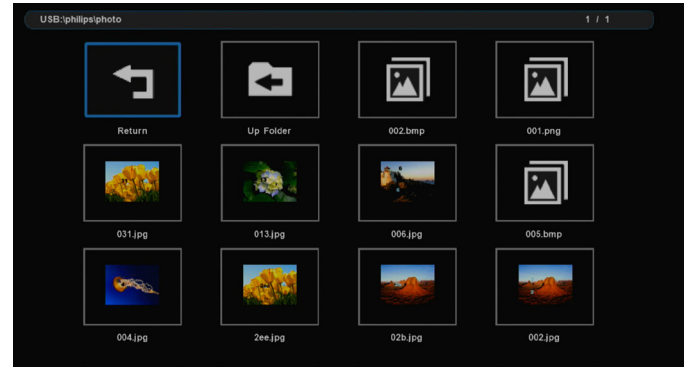 USB:\philips\photo 1 / 1
Return Up Folder 002.bmp 001.png
031.jpg 013.jpg 006.jpg 005.bmp
004.jpg 2ee.jpg 02b.jpg 002.jpg